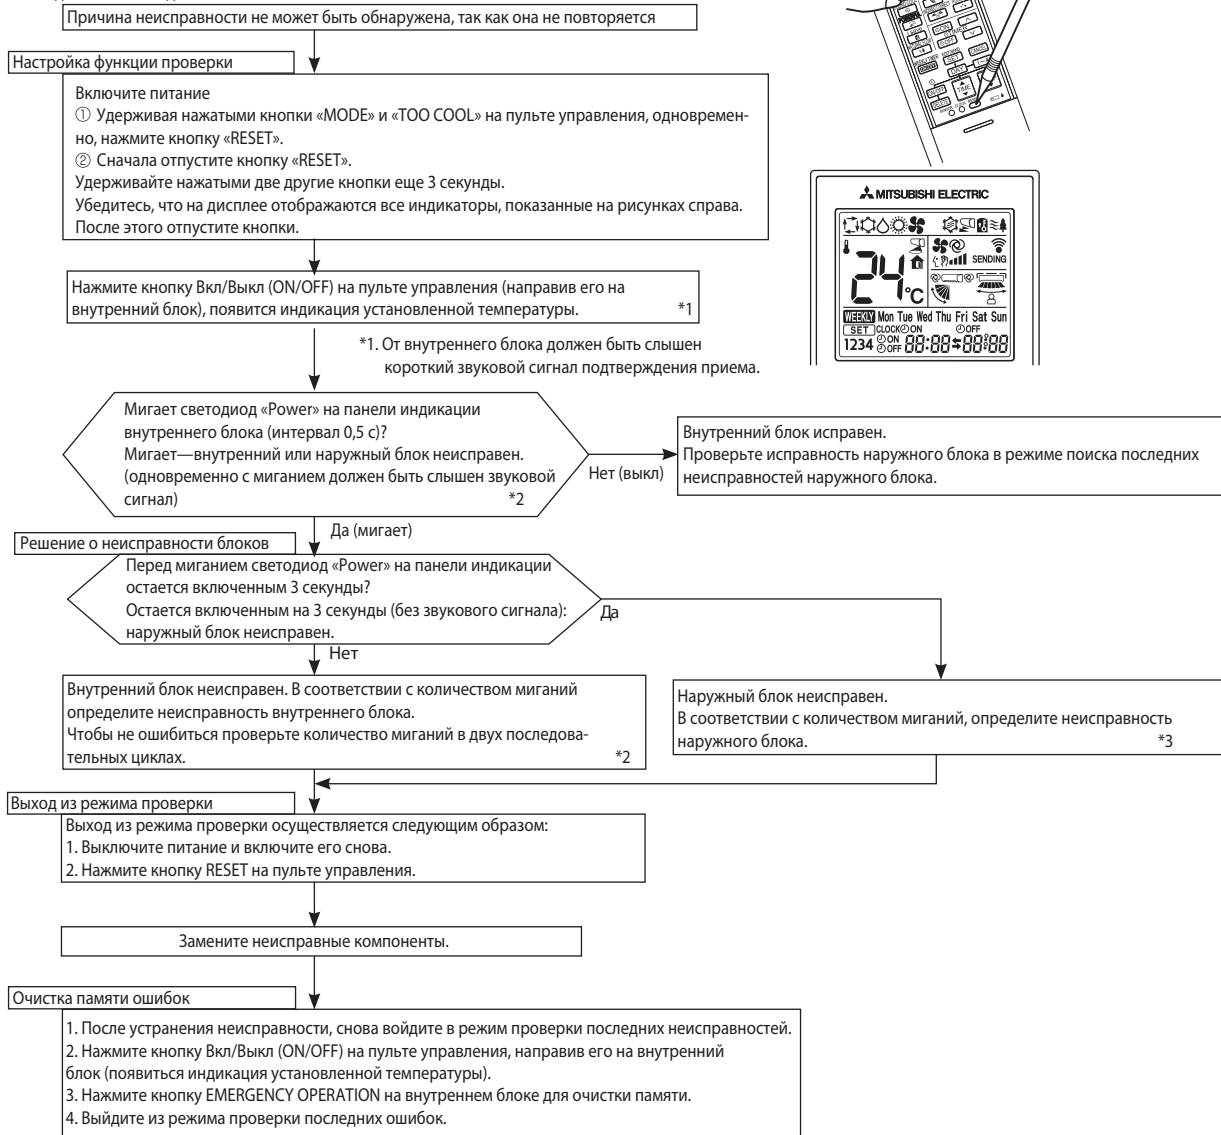 Причина неисправности не может быть обнаружена, так как она не повторяется
Настройка функции проверки
Включите питание
① Удерживая нажатыми кнопки «MODE» и «TOO COOL» на пульте управления, одновремен-
но, нажмите кнопку «RESET».
② Сначала отпустите кнопку «RESET».
Удерживайте нажатыми две другие кнопки еще 3 секунды.
Убедитесь, что на дисплее отображаются все индикаторы, показанные на рисунках справа.
После этого отпустите кнопки.
MITSUBISHI ELECTRIC
SENDING
24°C
WEEKLY Mon Tue Wed Thu Fri Sat Sun
SET CLOCK ON OFF
1234 ON OFF 88:88 88:88
Нажмите кнопку Вкл/Выкл (ON/OFF) на пульте управления (направив его на
внутренний блок), появится индикация установленной температуры. *1
*1. От внутреннего блока должен быть слышен
короткий звуковой сигнал подтверждения приема.
Мигает светодиод «Power» на панели индикации
внутреннего блока (интервал 0,5 с)?
Мигает—внутренний или наружный блок неисправен.
(одновременно с миганием должен быть слышен звуковой
сигнал) *2
Нет (выкл)
Внутренний блок исправен.
Проверьте исправность наружного блока в режиме поиска последних
неисправностей наружного блока.
Да (мигает)
Решение о неисправности блоков
Перед миганием светодиод «Power» на панели индикации
остается включенным 3 секунды?
Остается включенным на 3 секунды (без звукового сигнала):
наружный блок неисправен.
Да
Нет
Внутренний блок неисправен. В соответствии с количеством миганий
определите неисправность внутреннего блока.
Чтобы не ошибиться проверьте количество миганий в двух последова-
тельных циклах. *2
Наружный блок неисправен.
В соответствии с количеством миганий, определите неисправность
наружного блока. *3
Выход из режима проверки
Выход из режима проверки осуществляется следующим образом:
1. Выключите питание и включите его снова.
2. Нажмите кнопку RESET на пульте управления.
Замените неисправные компоненты.
Очистка памяти ошибок
1. После устранения неисправности, снова войдите в режим проверки последних неисправностей.
2. Нажмите кнопку Вкл/Выкл (ON/OFF) на пульте управления, направив его на внутренний
блок (появиться индикация установленной температуры).
3. Нажмите кнопку EMERGENCY OPERATION на внутреннем блоке для очистки памяти.
4. Выйдите из режима проверки последних ошибок.